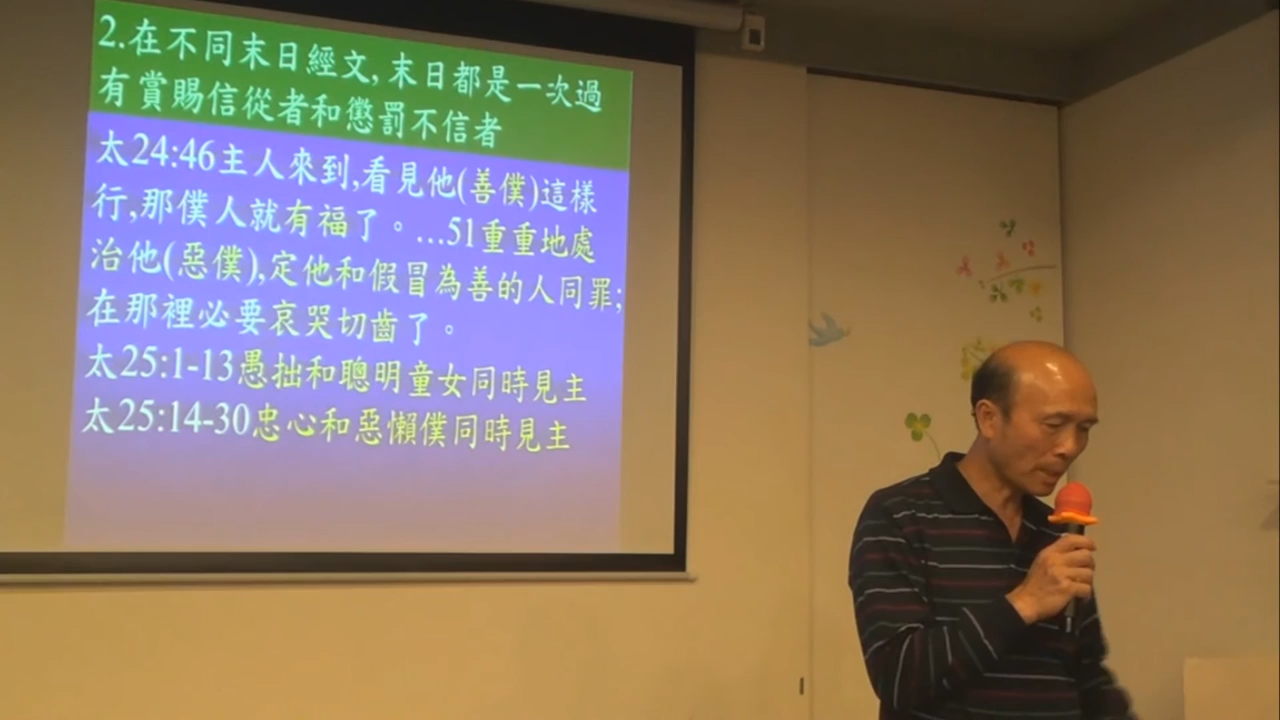 2.在不同末日經文, 末日都是一次過
有賞賜信從者和懲罰不信者
太24:46主人來到,看見他(善僕)這樣
行,那僕人就有福了。…51重重地處
治他(惡僕),定他和假冒為善的人同罪;
在那裡必要哀哭切齒了。
太25:1-13愚拙和聰明童女同時見主
太25:14-30忠心和惡懶僕同時見主